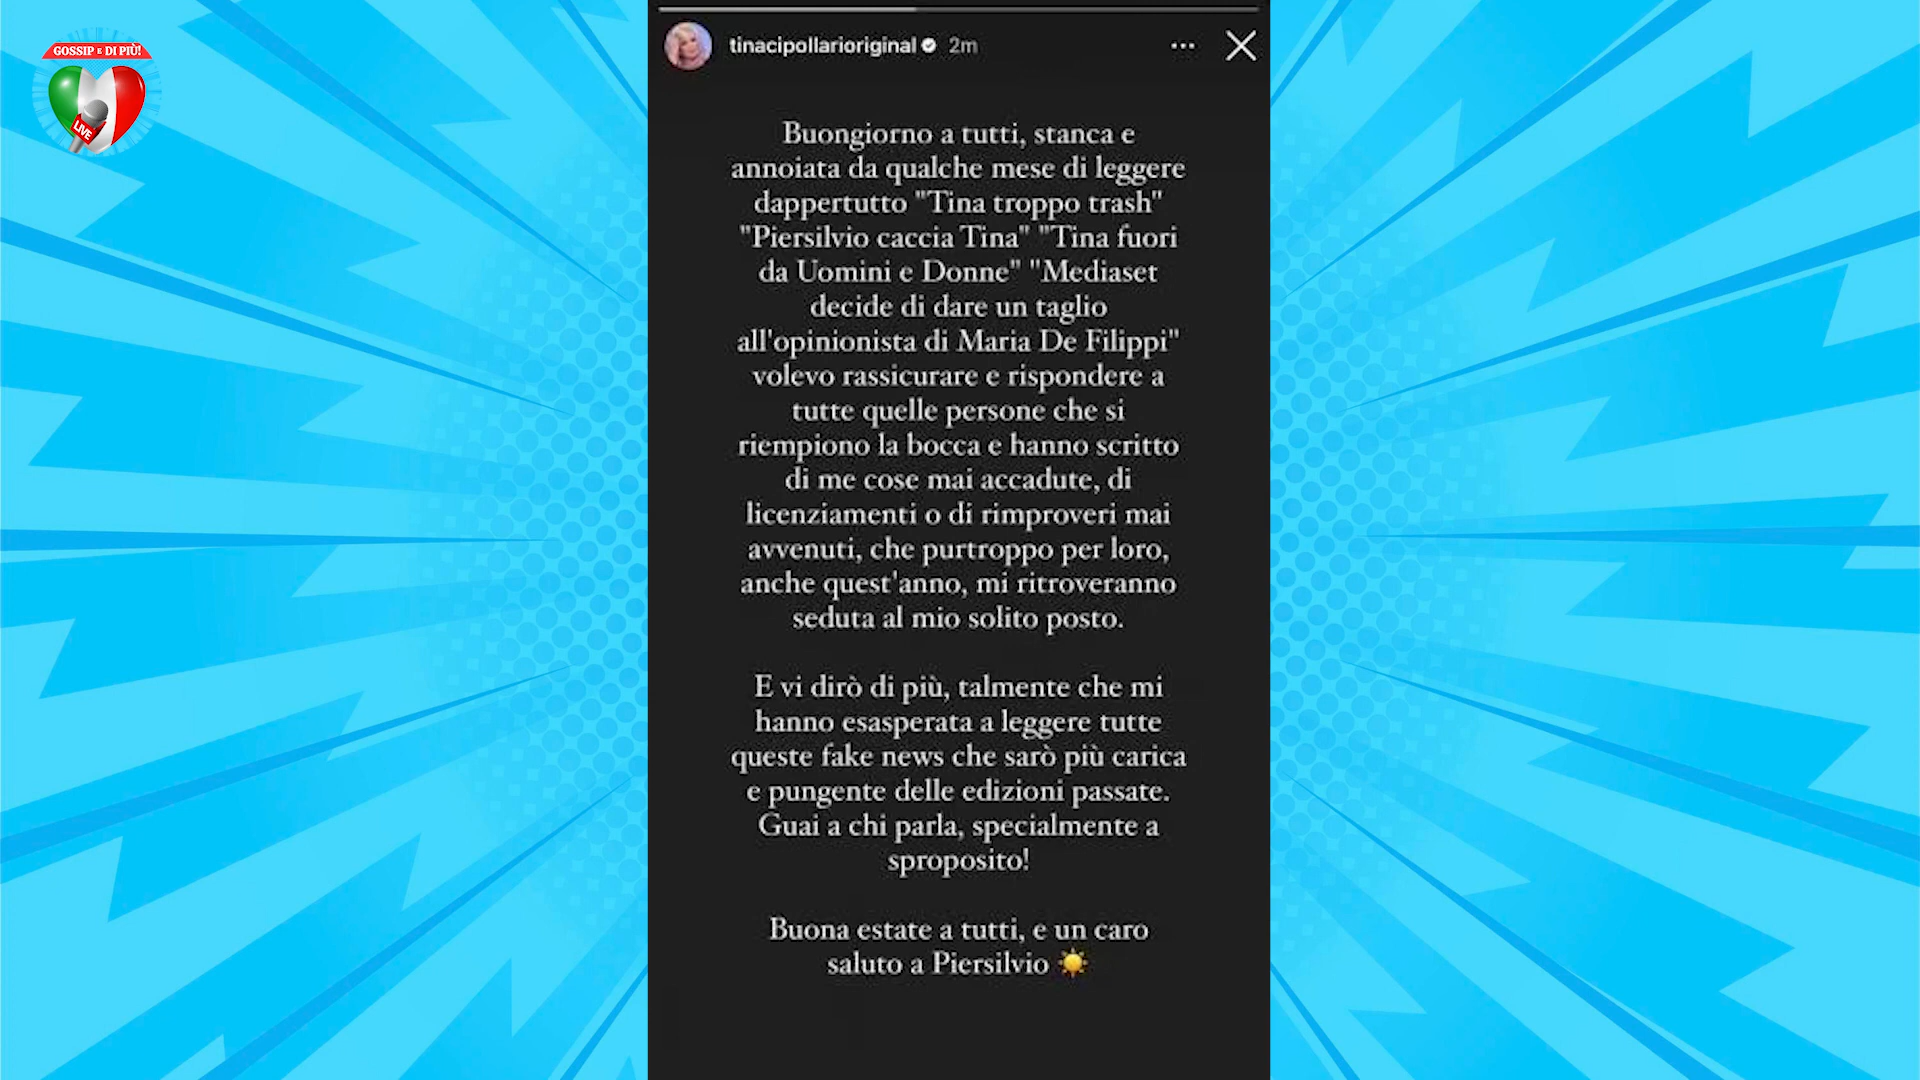 GOSSIP E DI PIÙ!
LIVE
tinacipollarioriginal 2m
Buongiorno a tutti, stanca e
annoiata da qualche mese di leggere
dappertutto "Tina troppo trash"
"Piersilvio caccia Tina" "Tina fuori
da Uomini e Donne" "Mediaset
decide di dare un taglio
all'opinionista di Maria De Filippi"
volevo rassicurare e rispondere a
tutte quelle persone che si
riempiono la bocca e hanno scritto
di me cose mai accadute, di
licenziamenti o di rimproveri mai
avvenuti, che purtroppo per loro,
anche quest'anno, mi ritroveranno
seduta al mio solito posto.
E vi dirò di più, talmente che mi
hanno esasperata a leggere tutte
queste fake news che sarò più carica
e pungente delle edizioni passate.
Guai a chi parla, specialmente a
sproposito!
Buona estate a tutti, e un caro
saluto a Piersilvio ☀️